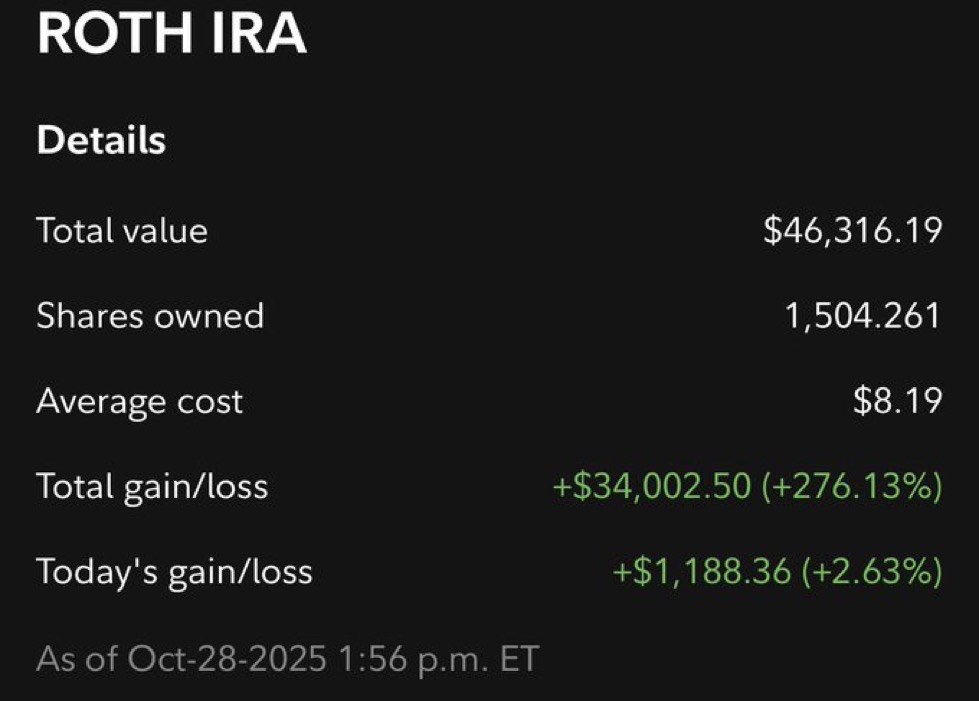 ROTH IRA
Details
Total value $46,316.19
Shares owned 1,504.261
Average cost $8.19
Total gain/loss +$34,002.50 (+276.13%)
Today's gain/loss +$1,188.36 (+2.63%)
As of Oct-28-2025 1:56 p.m. ET